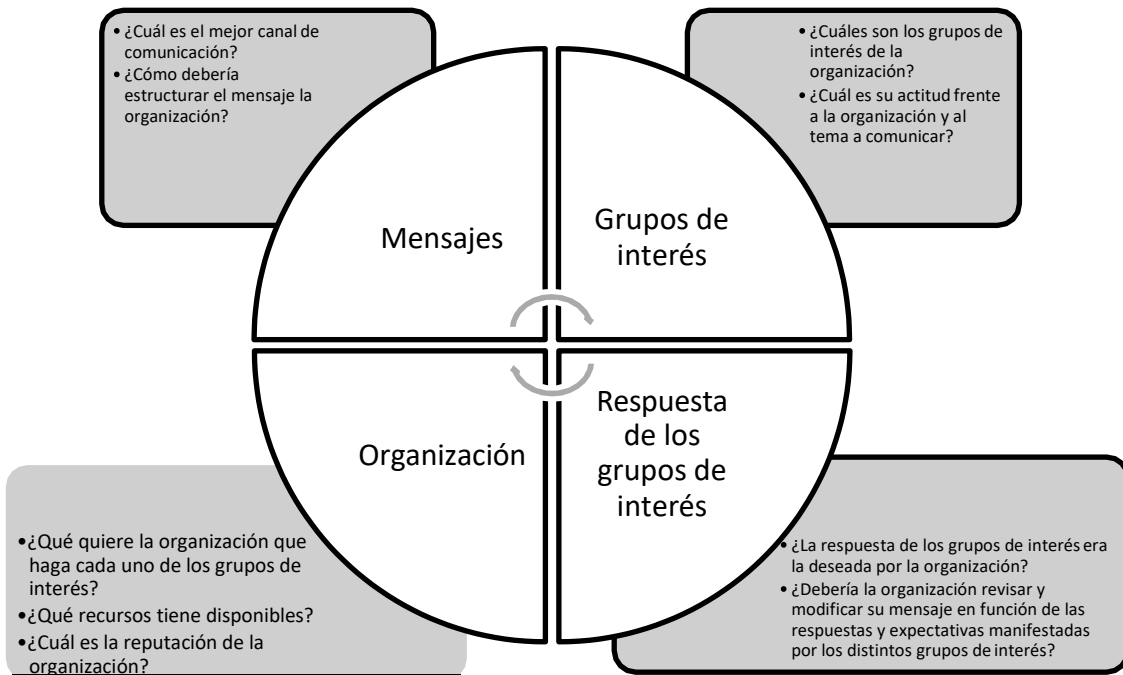 • ¿Cuál es el mejor canal de
comunicación?
• ¿Cómo debería
estructurar el mensaje la
organización?
• ¿Cuáles son los grupos de
interés de la
organización?
• ¿Cuál es su actitud frente
a la organización y al
tema a comunicar?
Mensajes
Grupos de
interés
Organización
Respuesta
de los
grupos de
interés
•¿Qué quiere la organización que
haga cada uno de los grupos de
interés?
•¿Qué recursos tiene disponibles?
•¿Cuál es la reputación de la
organización?
• ¿La respuesta de los grupos de interés era
la deseada por la organización?
• ¿Debería la organización revisar y
modificar su mensaje en función de las
respuestas y expectativas manifestadas
por los distintos grupos de interés?